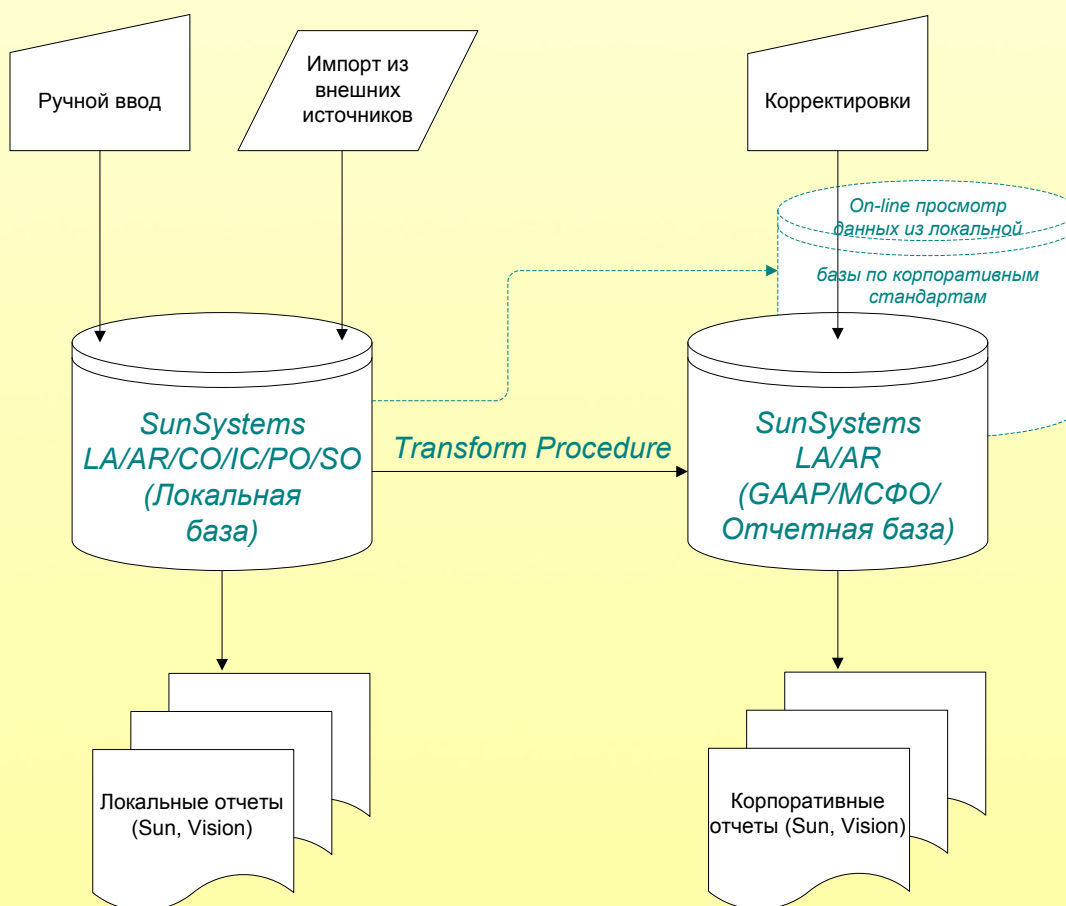 Ручной ввод
Импорт из
внешних
источников
Корректировки
On-line просмотр
данных из локальной
базы по корпоративным
стандартам
SunSystems
LA/AR/CO/IC/PO/SO
(Локальная
база)
Transform Procedure
SunSystems
LA/AR
(GAAP/МСФО/
Отчетная база)
Локальные отчеты
(Sun, Vision)
Корпоративные
отчеты (Sun, Vision)